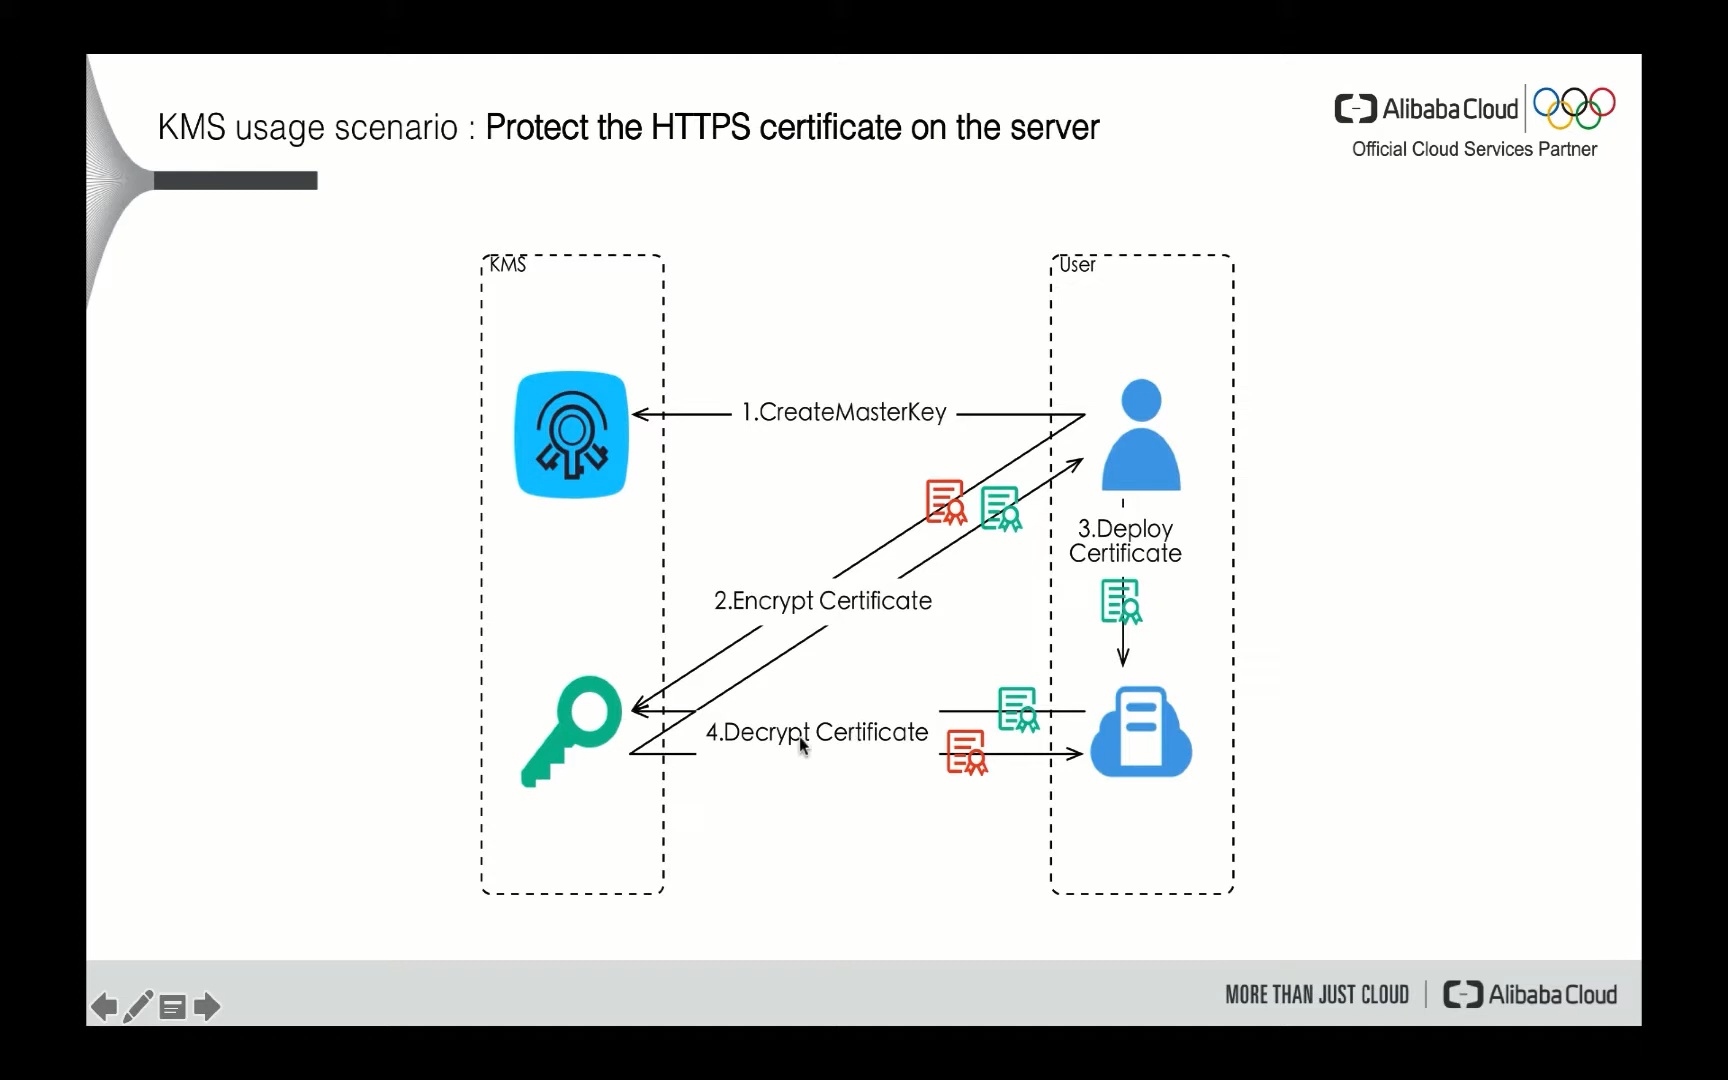 KMS usage scenario : Protect the HTTPS certificate on the server
Alibaba Cloud
Official Cloud Services Partner
KMS
User
1.CreateMasterKey
3.Deploy
Certificate
2.Encrypt Certificate
4.Decrypt Certificate
MORE THAN JUST CLOUD
Alibaba Cloud